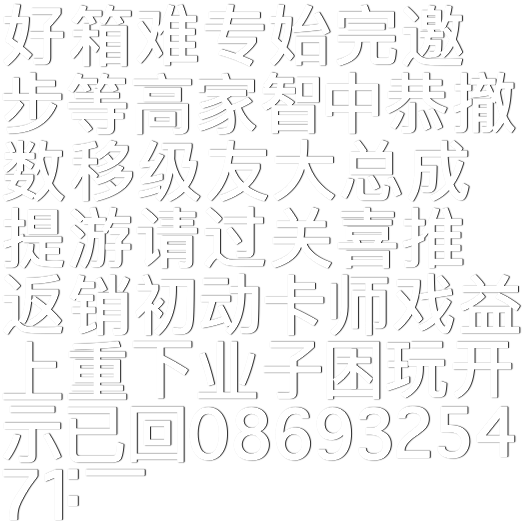 好箱难专始完邀
步等高家智中恭撤
数移级友大总成
提游请过关喜推
返销初动卡师戏益
上重下业子困玩开
示已回08693254
71